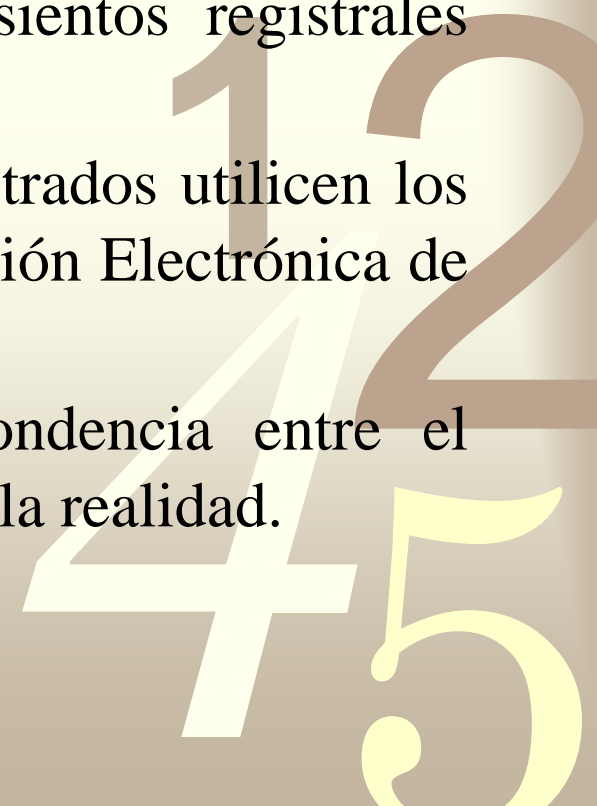 sientos registrales
trados utilicen los
ión Electrónica de
ondencia entre el
la realidad.
1 2
4
5